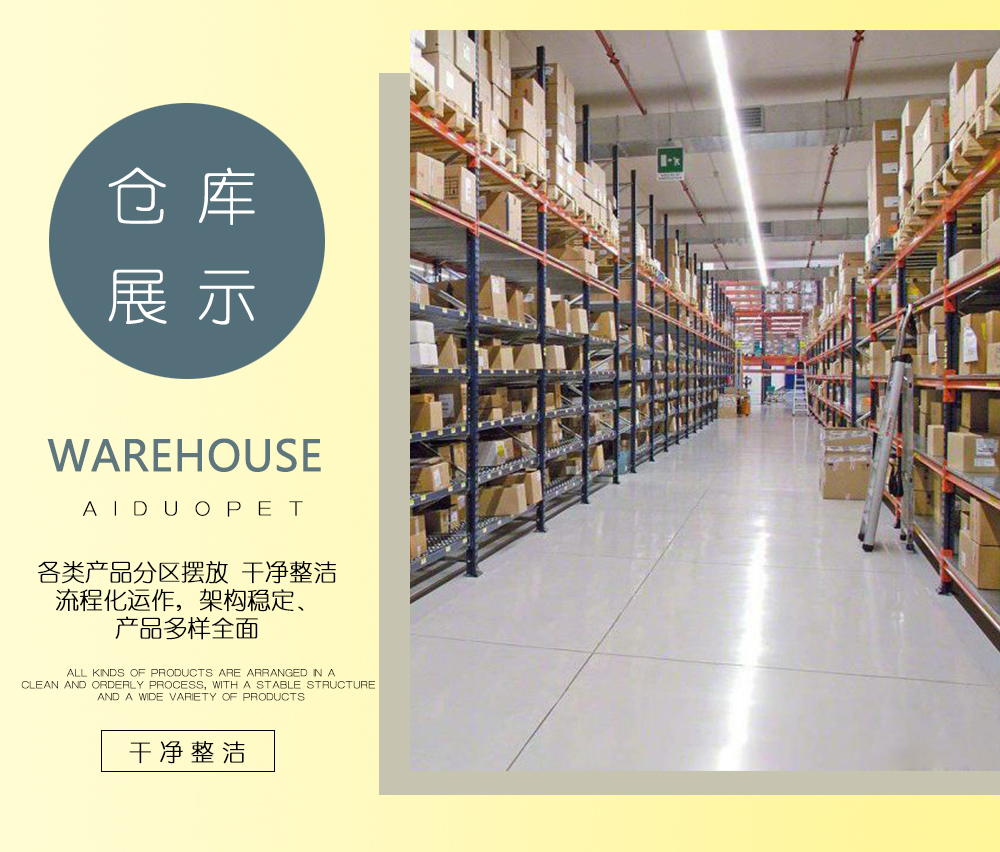 仓库
展示
WAREHOUSE
AIDUOPET
各类产品分区摆放 干净整洁
流程化运作，架构稳定、
产品多样全面
ALL KINDS OF PRODUCTS ARE ARRANGED IN A
CLEAN AND ORDERLY PROCESS, WITH A STABLE STRUCTURE
AND A WIDE VARIETY OF PRODUCTS
干净整洁